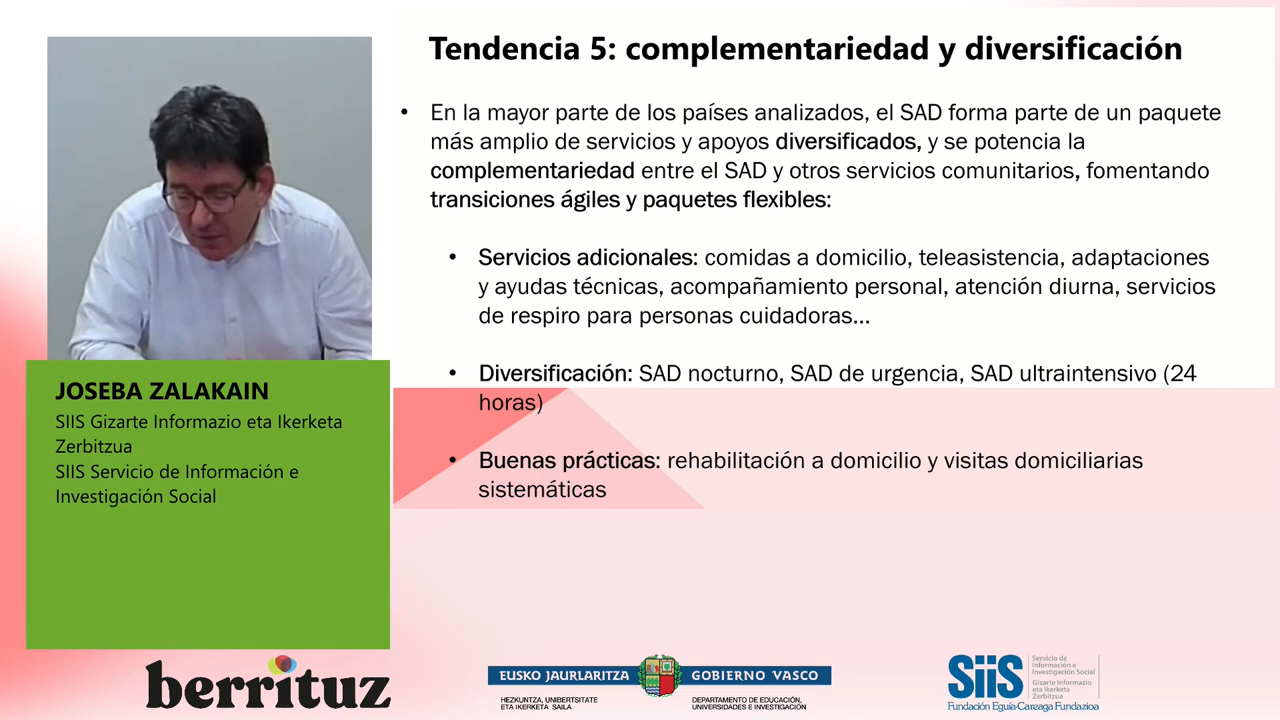 Tendencia 5: complementariedad y diversificación
• En la mayor parte de los países analizados, el SAD forma parte de un paquete
más amplio de servicios y apoyos diversificados, y se potencia la
complementariedad entre el SAD y otros servicios comunitarios, fomentando
transiciones ágiles y paquetes flexibles:
• Servicios adicionales: comidas a domicilio, teleasistencia, adaptaciones
y ayudas técnicas, acompañamiento personal, atención diurna, servicios
de respiro para personas cuidadoras...
• Diversificación: SAD nocturno, SAD de urgencia, SAD ultraintensivo (24
horas)
• Buenas prácticas: rehabilitación a domicilio y visitas domiciliarias
sistemáticas
JOSEBA ZALAKAIN
SIIS Gizarte Informazio eta Ikerketa
Zerbitzua
SIIS Servicio de Información e
Investigación Social
berrituz
EUSKO JAURLARITZA
GOBIERNO VASCO
HEZKUNTZA, UNIBERTSITATE
ETA IKERKETA SAILA
DEPARTAMENTO DE EDUCACIÓN,
UNIVERSIDADES E INVESTIGACIÓN
SiiS
Servicio de
Información e
Investigación Social
Gizarte Informazio
eta Ikerketa
Zerbitzua
Fundación Eguía-Careaga Fundazioa